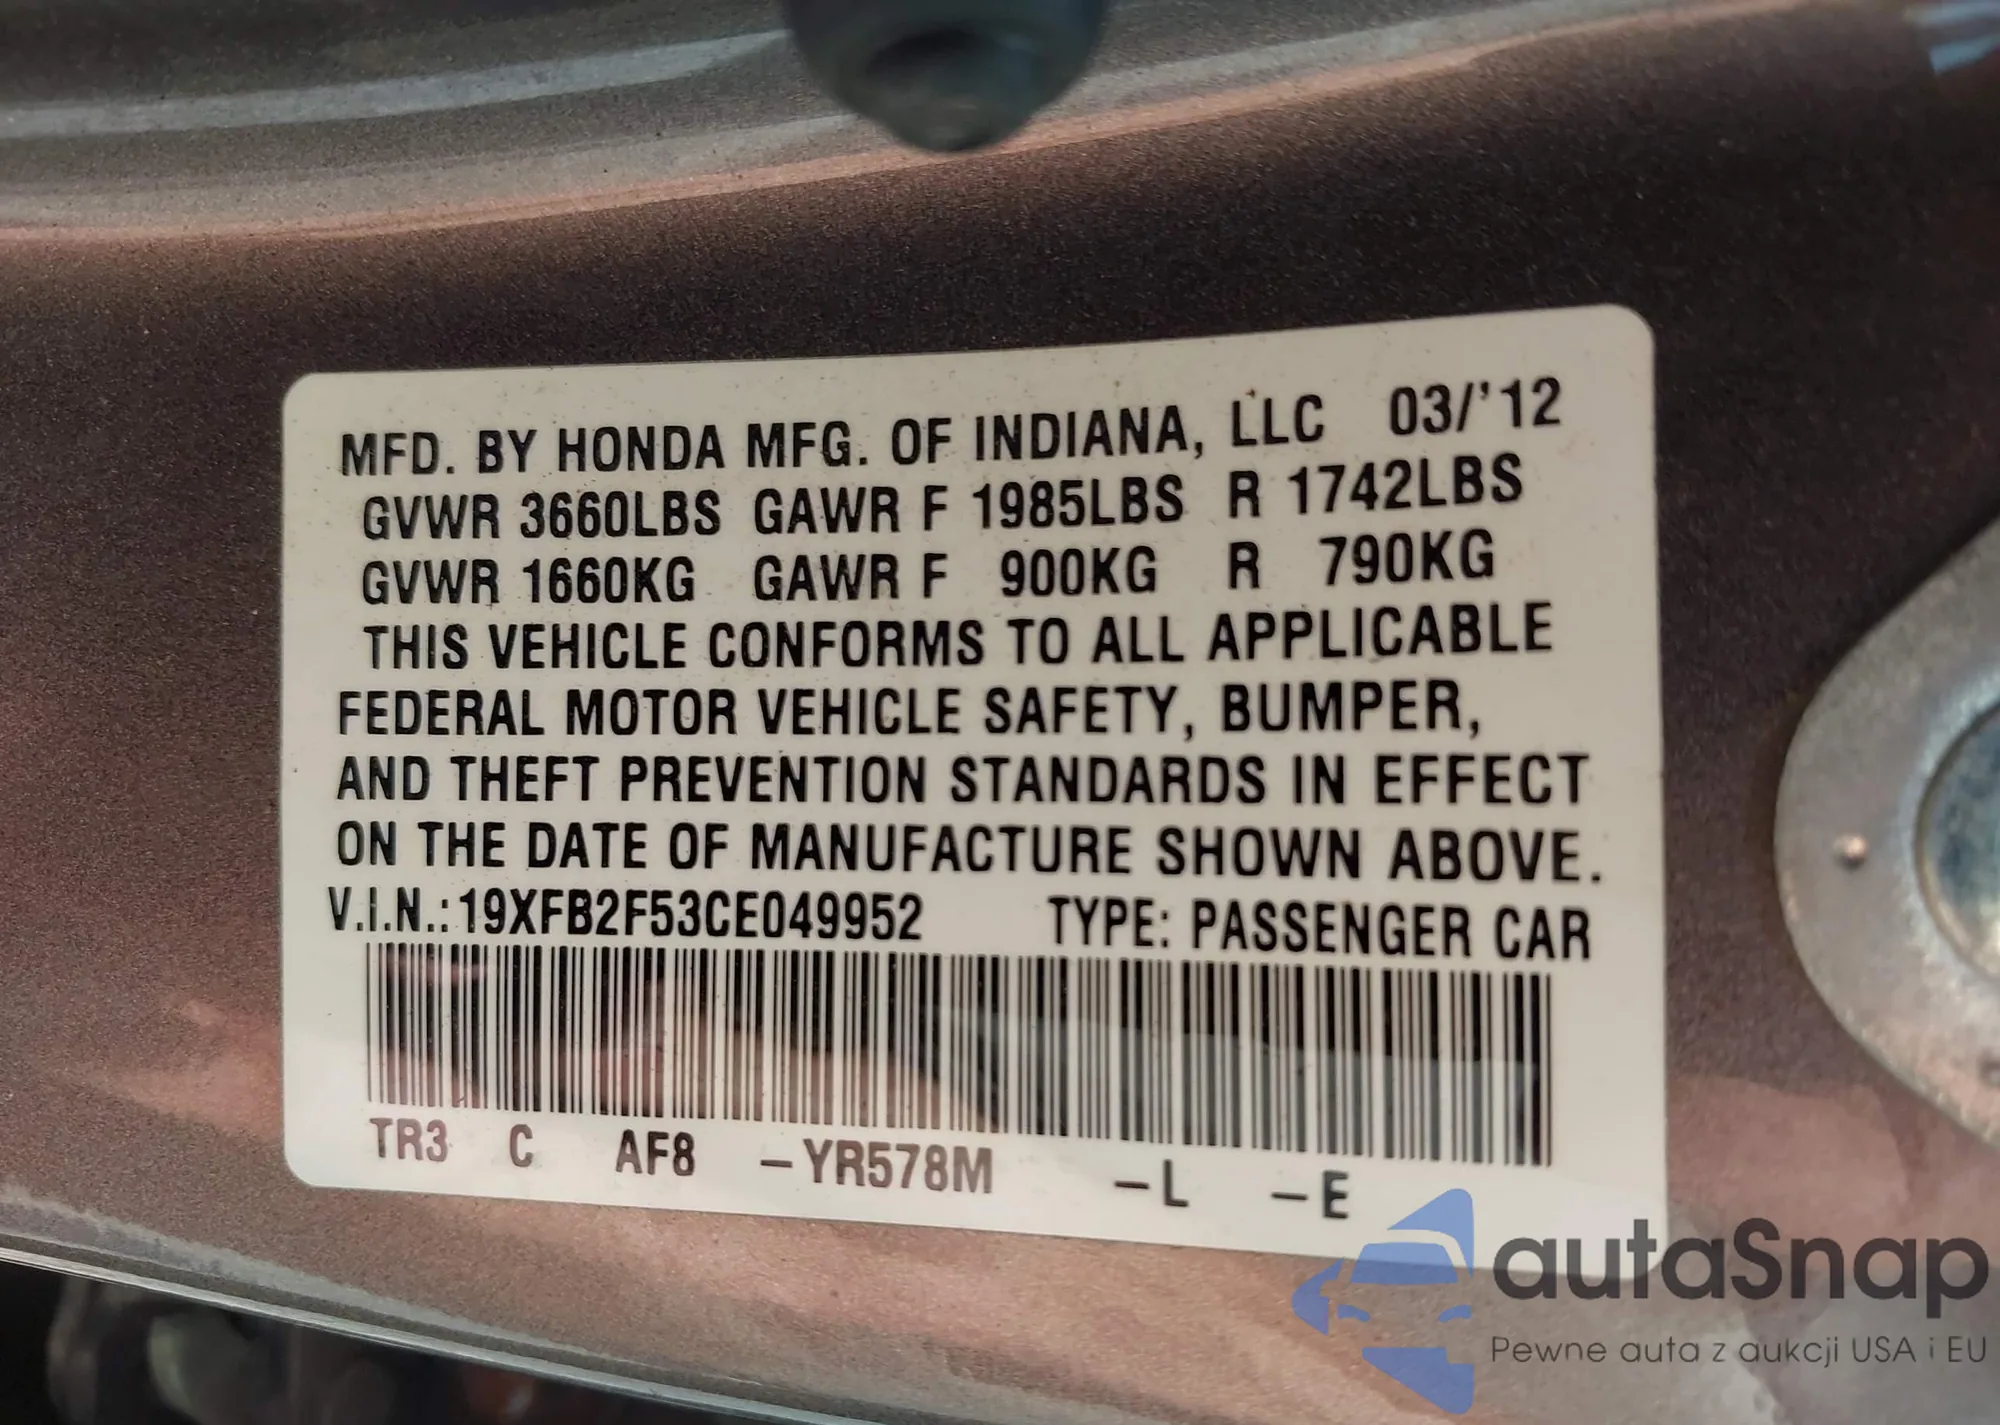 MFD. BY HONDA MFG. OF INDIANA, LLC 03/'12
GVWR 3660LBS GAWR F 1985LBS R 1742LBS
GVWR 1660KG GAWR F 900KG R 790KG
THIS VEHICLE CONFORMS TO ALL APPLICABLE
FEDERAL MOTOR VEHICLE SAFETY, BUMPER,
AND THEFT PREVENTION STANDARDS IN EFFECT
ON THE DATE OF MANUFACTURE SHOWN ABOVE.
V.I.N.: 19XFB2F53CE049952 TYPE: PASSENGER CAR
TR3 C AF8 -YR578M -L -E
autaSnap
Pewne auta z aukcji USA i EU